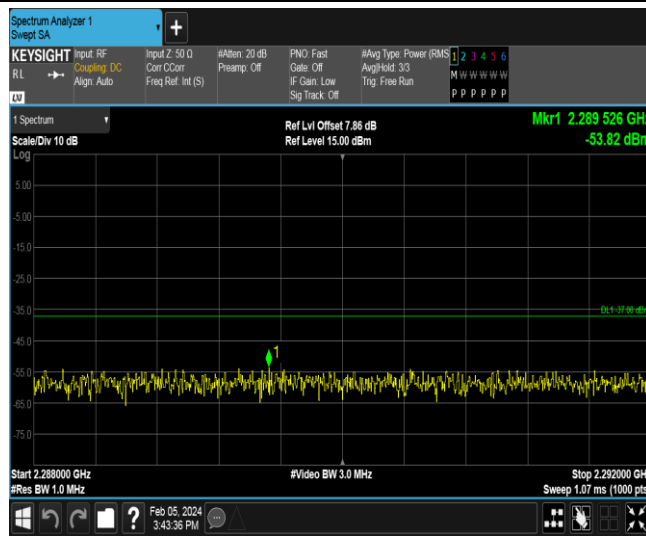 Spectrum Analyzer 1
Swept SA
+
KEYSIGHT
RL
LXI
Input: RF
Coupling: DC
Align: Auto
Input Z: 50 Ω
Corr CCorr
Freq Ref: Int (S)
#Atten: 20 dB
Preamp: Off
PNO: Fast
Gate: Off
IF Gain: Low
Sig Track: Off
#Avg Type: Power (RMS
Avg|Hold: 3/3
Trig: Free Run
1 2 3 4 5 6
M W W W W W
P P P P P P
1 Spectrum
Scale/Div 10 dB
Log
Ref Lvl Offset 7.86 dB
Ref Level 15.00 dBm
Mkr1 2.289 526 GHz
-53.82 dBm
5.00
-5.00
-15.0
-25.0
-35.0
DL1 -37.00 dBm
-45.0
1
-55.0
-65.0
-75.0
Start 2.288000 GHz
#Res BW 1.0 MHz
#Video BW 3.0 MHz
Stop 2.292000 GHz
Sweep 1.07 ms (1000 pts
?
Feb 05, 2024
3:43:36 PM